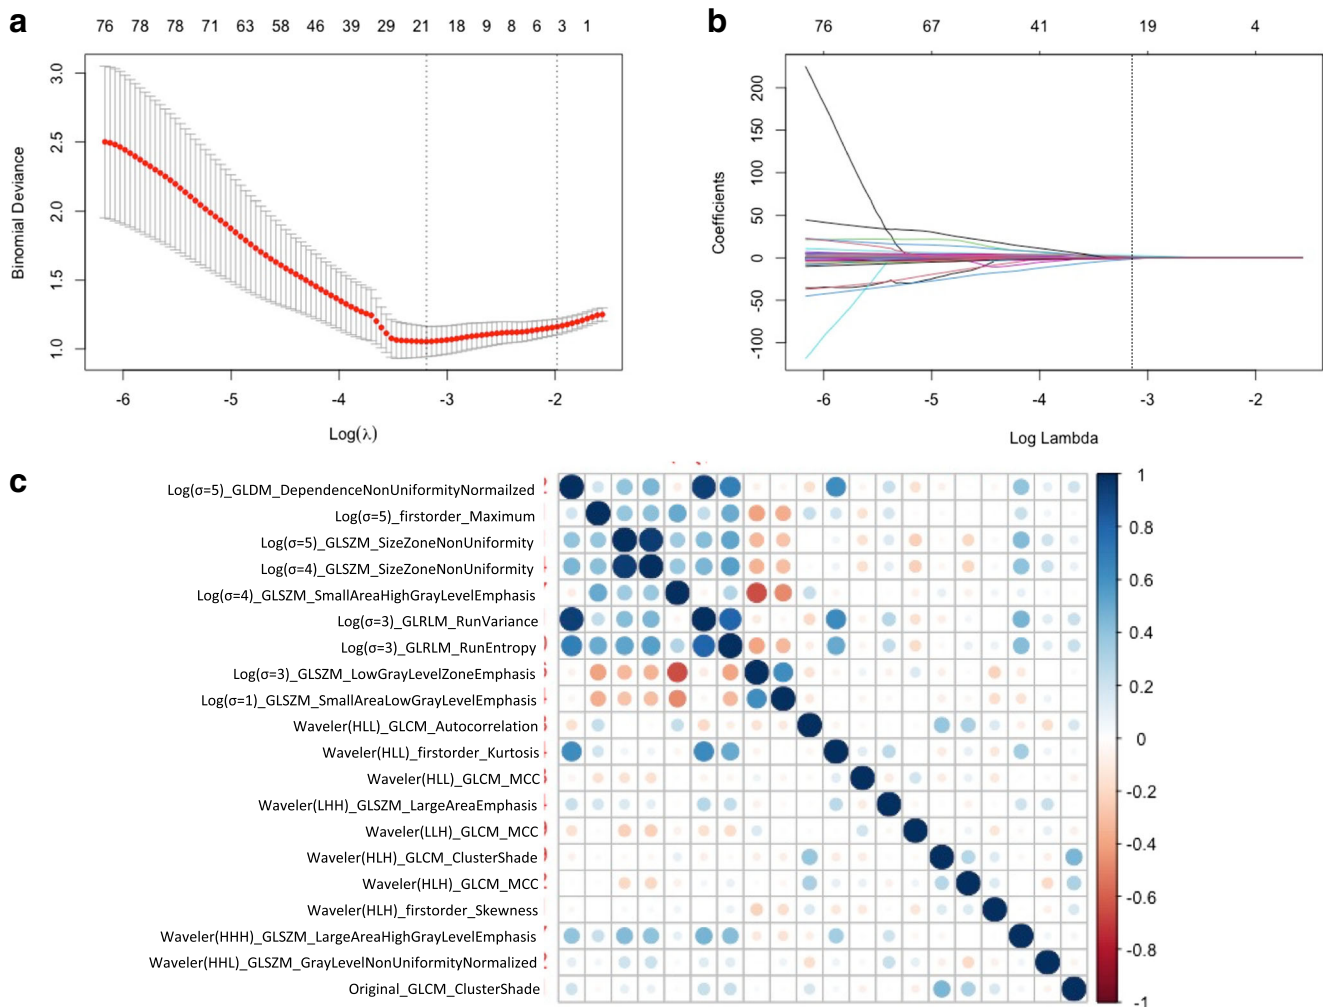 a
76 78 78 71 63 58 46 39 29 21 18 9 8 6 3 1
3.0
2.5
2.0
1.5
1.0
Binomial Deviance
-6 -5 -4 -3 -2
Log(λ)
b
76 67 41 19 4
200
150
100
50
0
-50
-100
Coefficients
-6 -5 -4 -3 -2
Log Lambda
c
Log(σ=5)_GLDM_DependenceNonUniformityNormailzed
Log(σ=5)_firstorder_Maximum
Log(σ=5)_GLSZM_SizeZoneNonUniformity
Log(σ=4)_GLSZM_SizeZoneNonUniformity
Log(σ=4)_GLSZM_SmallAreaHighGrayLevelEmphasis
Log(σ=3)_GLRLM_RunVariance
Log(σ=3)_GLRLM_RunEntropy
Log(σ=3)_GLSZM_LowGrayLevelZoneEmphasis
Log(σ=1)_GLSZM_SmallAreaLowGrayLevelEmphasis
Waveler(HLL)_GLCM_Autocorrelation
Waveler(HLL)_firstorder_Kurtosis
Waveler(HLL)_GLCM_MCC
Waveler(LHH)_GLSZM_LargeAreaEmphasis
Waveler(LLH)_GLCM_MCC
Waveler(HLH)_GLCM_ClusterShade
Waveler(HLH)_GLCM_MCC
Waveler(HLH)_firstorder_Skewness
Waveler(HHH)_GLSZM_LargeAreaHighGrayLevelEmphasis
Waveler(HHL)_GLSZM_GrayLevelNonUniformityNormalized
Original_GLCM_ClusterShade
1
0.8
0.6
0.4
0.2
0
-0.2
-0.4
-0.6
-0.8
-1